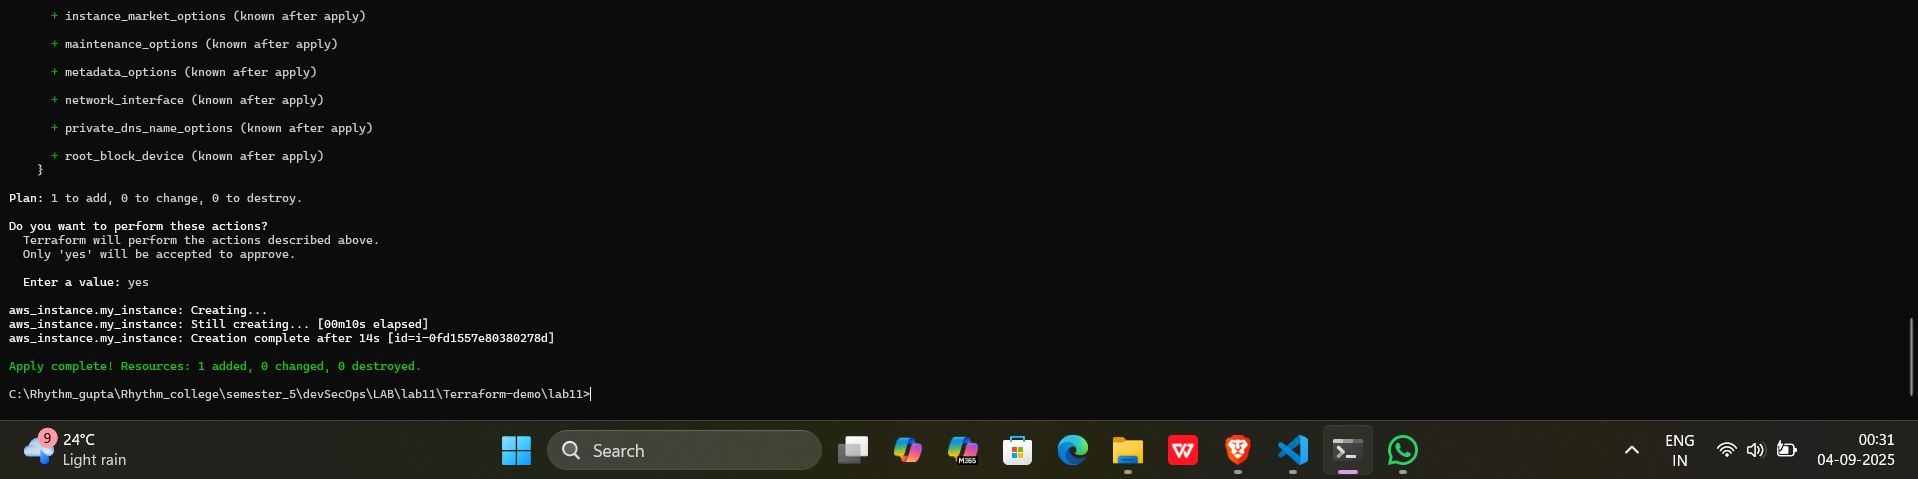 + instance_market_options (known after apply)
+ maintenance_options (known after apply)
+ metadata_options (known after apply)
+ network_interface (known after apply)
+ private_dns_name_options (known after apply)
+ root_block_device (known after apply)
}
Plan: 1 to add, 0 to change, 0 to destroy.
Do you want to perform these actions?
Terraform will perform the actions described above.
Only 'yes' will be accepted to approve.
Enter a value: yes
aws_instance.my_instance: Creating...
aws_instance.my_instance: Still creating... [00m10s elapsed]
aws_instance.my_instance: Creation complete after 14s [id=i-0fd1557e80380278d]
Apply complete! Resources: 1 added, 0 changed, 0 destroyed.
C:\Rhythm_gupta\Rhythm_college\semester_5\devSecOps\LAB\lab11\Terraform-demo\lab11>
9
24°C
Light rain
Search
M365
W
ENG
IN
00:31
04-09-2025